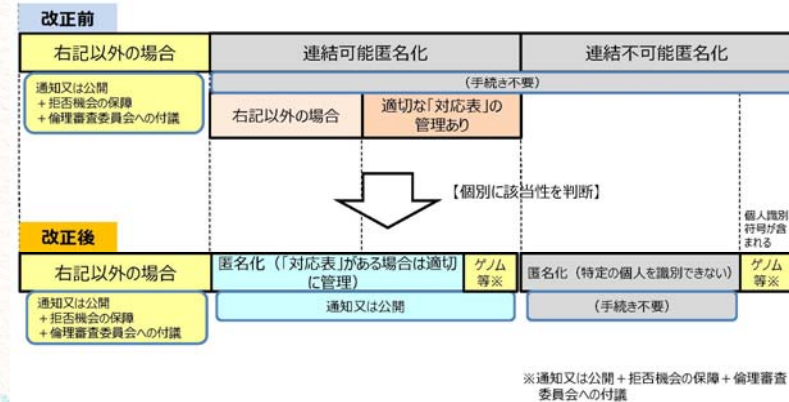 改正前
右記以外の場合
連結可能匿名化
連結不可能匿名化
通知又は公開
+拒否機会の保障
+倫理審査委員会への付議
(手続き不要)
右記以外の場合
適切な「対応表」の
管理あり
【個別に該当性を判断】
個人識別
符号が含
まれる
改正後
右記以外の場合
匿名化(「対応表」がある場合は適切
に管理)
ゲノム
等※
匿名化(特定の個人を識別できない)
ゲノム
等※
通知又は公開
+拒否機会の保障
+倫理審査委員会への付議
通知又は公開
(手続き不要)
※通知又は公開+拒否機会の保障+倫理審査
委員会への付議